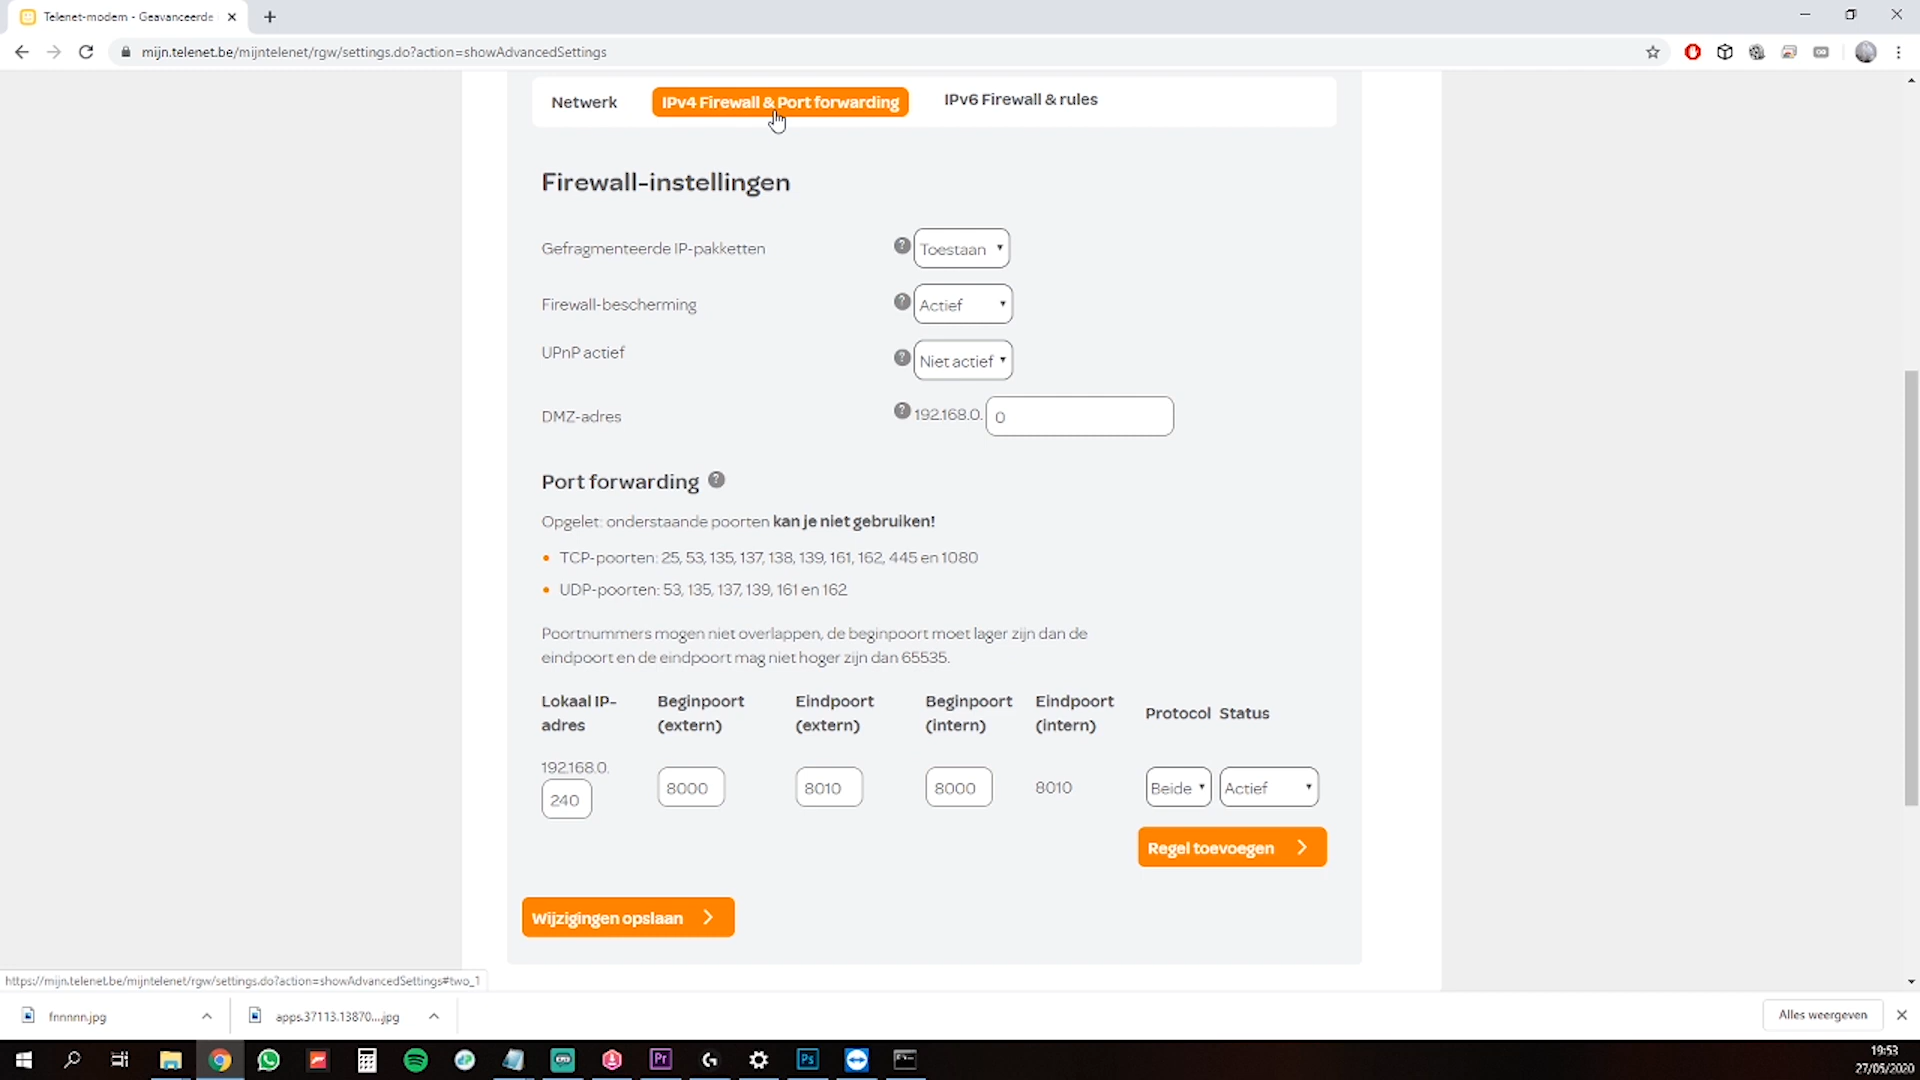 Telenet-modem - Geavanceerde
mijn.telenet.be/mijntelenet/rgw/settings.do?action=showAdvancedSettings
Netwerk
IPv4 Firewall & Port forwarding
IPv6 Firewall & rules
Firewall-instellingen
Gefragmenteerde IP-pakketten ? Toestaan
Firewall-bescherming ? Actief
UPnP actief ? Niet actief
DMZ-adres ? 192.168.0. 0
Port forwarding ?
Opgelet: onderstaande poorten kan je niet gebruiken!
• TCP-poorten: 25, 53, 135, 137, 138, 139, 161, 162, 445 en 1080
• UDP-poorten: 53, 135, 137, 139, 161 en 162
Poortnummers mogen niet overlappen, de beginpoort moet lager zijn dan de
eindpoort en de eindpoort mag niet hoger zijn dan 65535.
Lokaal IP- Beginpoort Eindpoort Beginpoort Eindpoort Protocol Status
adres (extern) (extern) (intern) (intern)
192.168.0.
240 8000 8010 8000 8010 Beide Actief
Regel toevoegen
Wijzigingen opslaan
https://mijn.telenet.be/mijntelenet/rgw/settings.do?action=showAdvancedSettings#two_1
fnnnnn.jpg
apps.37113.13870....jpg
Alles weergeven
Pr
Ps
19:53
27/05/2020